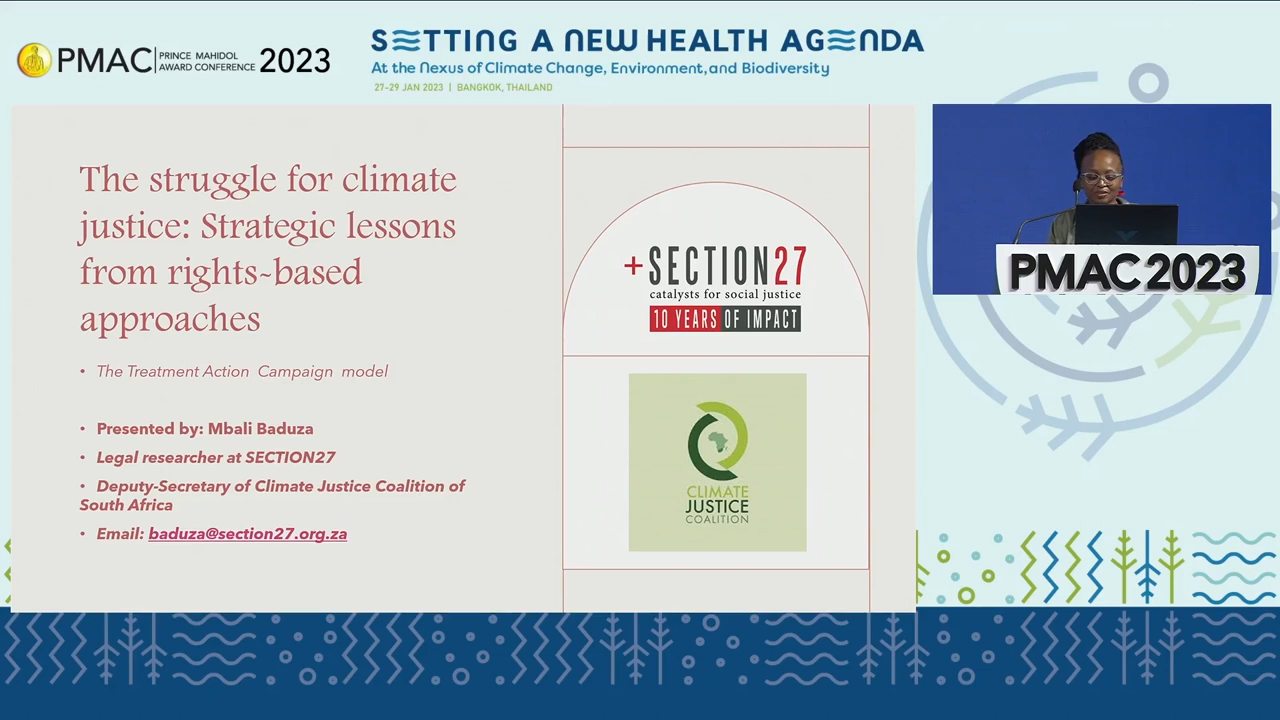 PMAC PRINCE MAHIDOL
AWARD CONFERENCE 2023
SETTING A NEW HEALTH AGENDA
At the Nexus of Climate Change, Environment, and Biodiversity
27-29 JAN 2023 | BANGKOK, THAILAND
The struggle for climate
justice: Strategic lessons
from rights-based
approaches
• The Treatment Action Campaign model
• Presented by: Mbali Baduza
• Legal researcher at SECTION27
• Deputy-Secretary of Climate Justice Coalition of
South Africa
• Email: baduza@section27.org.za
+SECTION27
catalysts for social justice
10 YEARS OF IMPACT
CLIMATE
JUSTICE
COALITION
PMAC2023